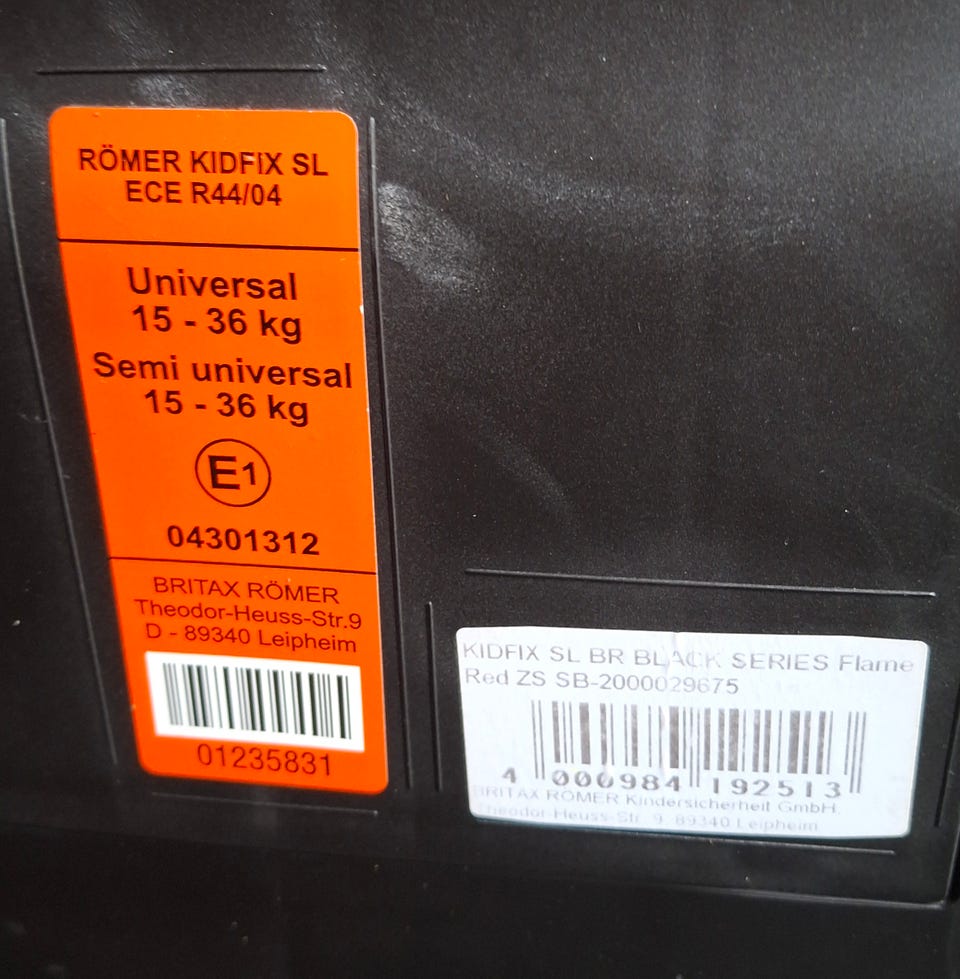 RÖMER KIDFIX SL
ECE R44/04
Universal
15 - 36 kg
Semi universal
15 - 36 kg
E1
04301312
BRITAX RÖMER
Theodor-Heuss-Str.9
D - 89340 Leipheim
01235831
KIDFIX SL BR BLACK SERIES Flame
Red ZS SB-2000029675
4 000984 192513
BRITAX RÖMER Kindersicherheit GmbH.
Theodor-Heuss-Str. 9, 89340 Leipheim